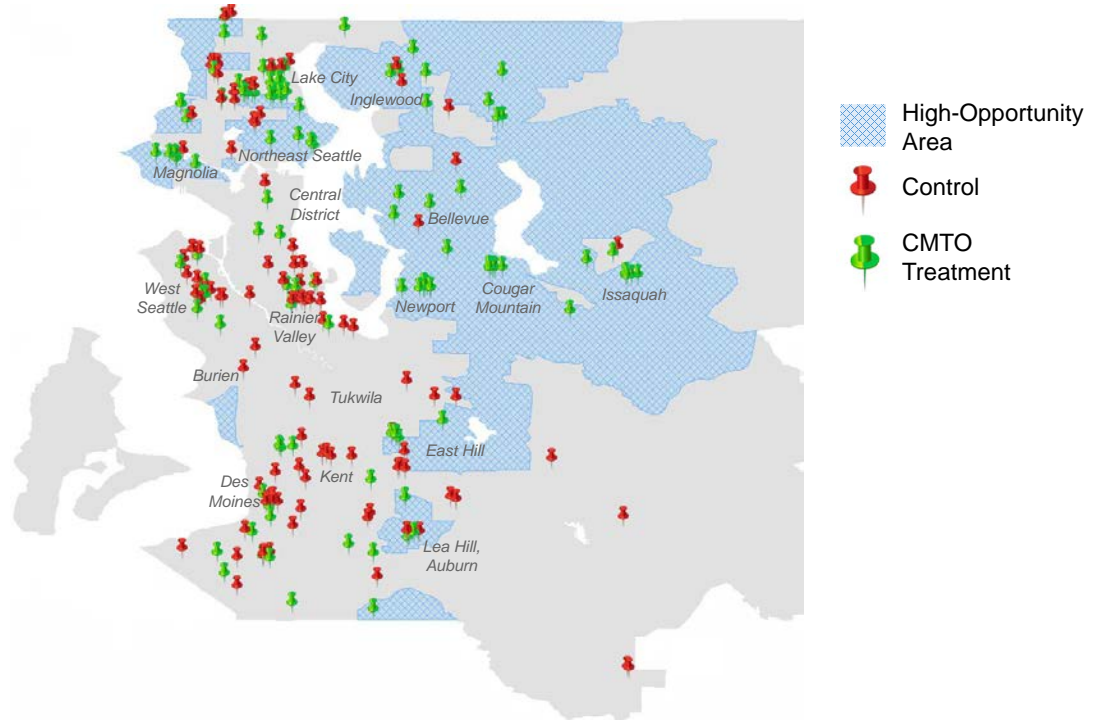 Lake City
Inglewood
Northeast Seattle
Magnolia
Central
District
Bellevue
West
Seattle
Rainier
Valley
Newport
Cougar
Mountain
Issaquah
Burien
Tukwila
East Hill
Kent
Des
Moines
Lea Hill,
Auburn
High-Opportunity
Area
Control
CMTO
Treatment